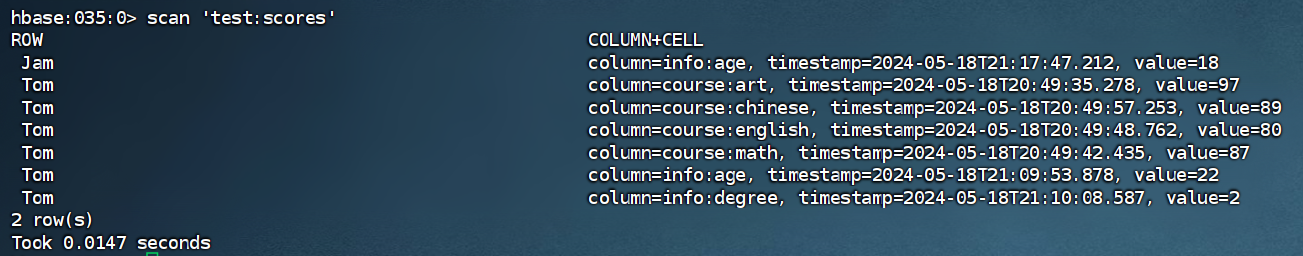 hbase:035:0> scan 'test:scores'
ROW COLUMN+CELL
Jam column=info:age, timestamp=2024-05-18T21:17:47.212, value=18
Tom column=course:art, timestamp=2024-05-18T20:49:35.278, value=97
Tom column=course:chinese, timestamp=2024-05-18T20:49:57.253, value=89
Tom column=course:english, timestamp=2024-05-18T20:49:48.762, value=80
Tom column=course:math, timestamp=2024-05-18T20:49:42.435, value=87
Tom column=info:age, timestamp=2024-05-18T21:09:53.878, value=22
Tom column=info:degree, timestamp=2024-05-18T21:10:08.587, value=2
2 row(s)
Took 0.0147 seconds